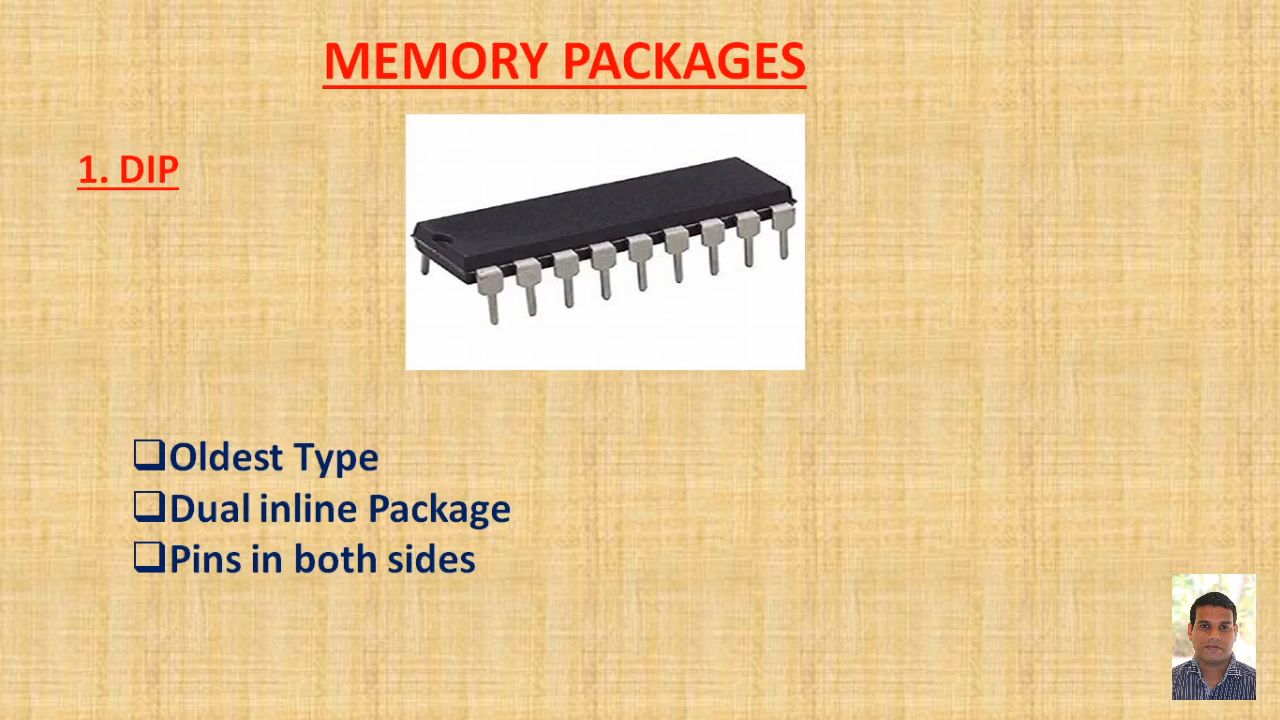 MEMORY PACKAGES
1. DIP
❑Oldest Type
❑Dual inline Package
❑Pins in both sides